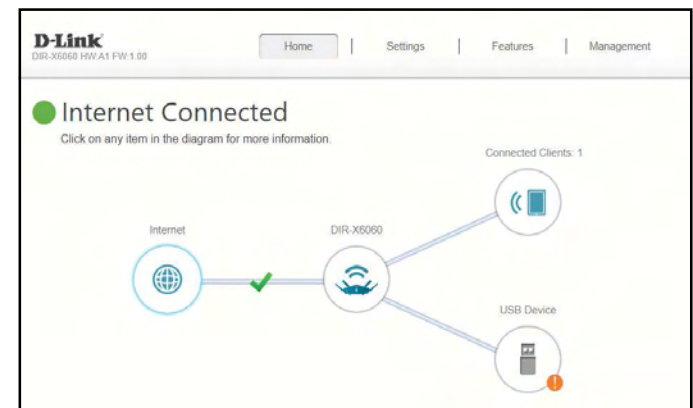 D-Link
DIR-X6060 HW:A1 FW:1.00
Home | Settings | Features | Management
Internet Connected
Click on any item in the diagram for more information.
Connected Clients: 1
Internet
DIR-X6060
USB Device